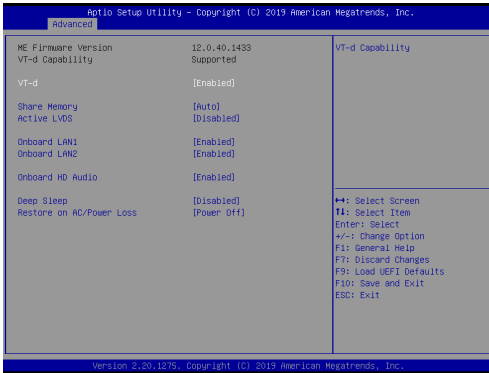 Aptio Setup Utility – Copyright (C) 2019 American Megatrends, Inc.
Advanced
ME Firmware Version 12.0.40.1433
VT-d Capability Supported
VT-d [Enabled]
Share Memory [Auto]
Active LVDS [Disabled]
Onboard LAN1 [Enabled]
Onboard LAN2 [Enabled]
Onboard HD Audio [Enabled]
Deep Sleep [Disabled]
Restore on AC/Power Loss [Power Off]
VT-d Capability
↔: Select Screen
↑↓: Select Item
Enter: Select
+/-: Change Option
F1: General Help
F7: Discard Changes
F9: Load UEFI Defaults
F10: Save and Exit
ESC: Exit
Version 2.20.1275. Copyright (C) 2019 American Megatrends, Inc.